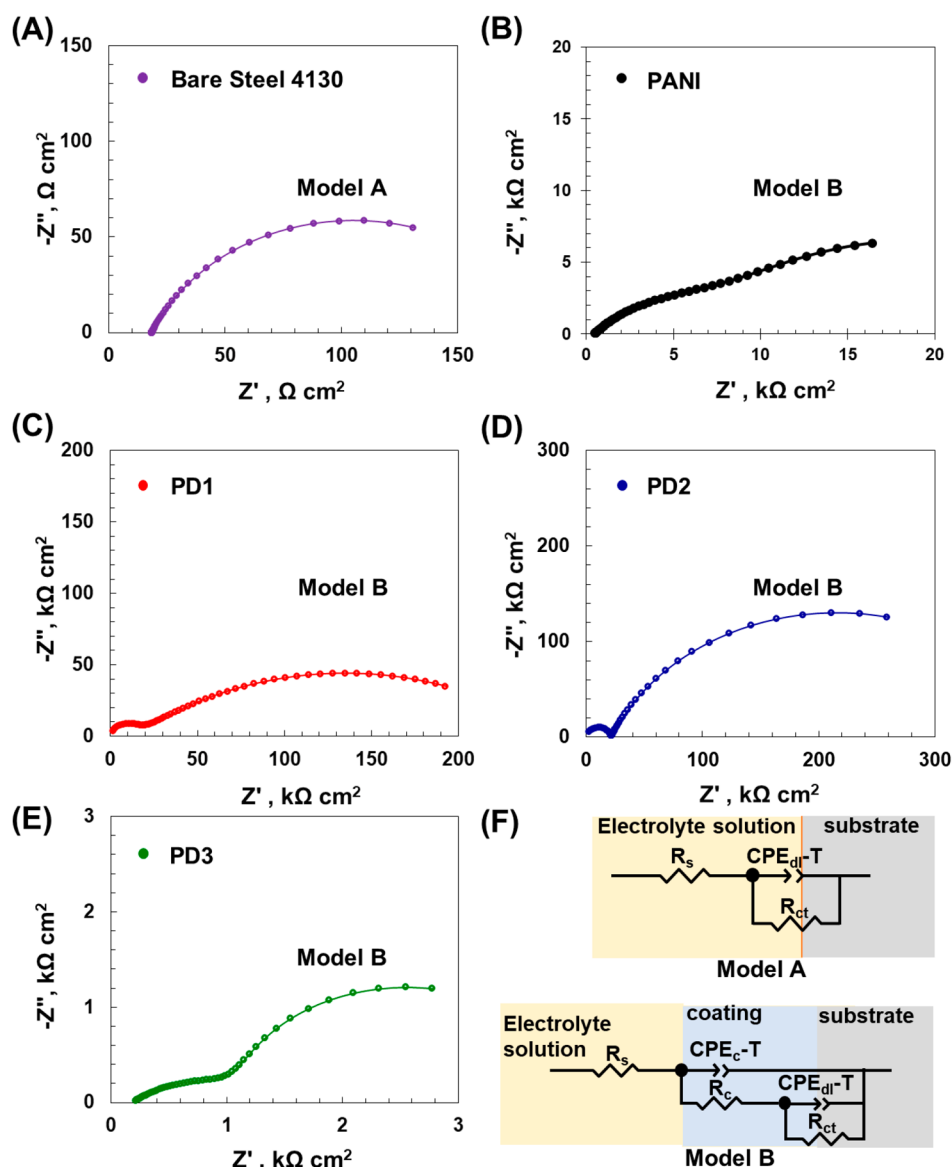 (A)
150
Bare Steel 4130
100
Model A
50
0
0 50 100 150
-Z'', Ω cm²
Z' , Ω cm²
(B)
20
PANI
15
10
Model B
5
0
0 5 10 15 20
-Z'', kΩ cm²
Z' , kΩ cm²
(C)
200
PD1
150
100
Model B
50
0
0 50 100 150 200
-Z'', kΩ cm²
Z' , kΩ cm²
(D)
300
PD2
200
Model B
100
0
0 100 200 300
-Z'', kΩ cm²
Z' , kΩ cm²
(E)
3
PD3
2
Model B
1
0
0 1 2 3
-Z'', kΩ cm²
Z' , kΩ cm²
(F)
Electrolyte solution substrate
Rs CPEdl-T
Rct
Model A
Electrolyte solution
coating
substrate
Rs CPEc-T
Rc CPEdl-T
Rct
Model B